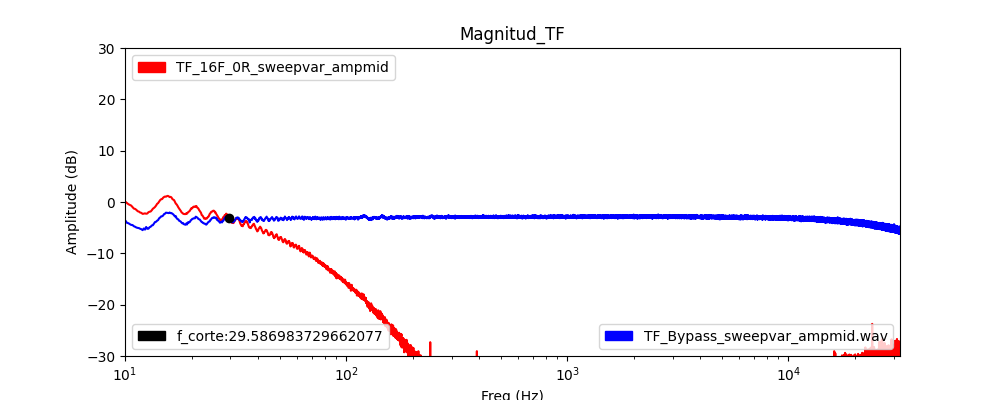 Magnitud_TF
30
20
10
0
−10
−20
−30
Amplitude (dB)
TF_16F_0R_sweepvar_ampmid
f_corte:29.586983729662077
TF_Bypass_sweepvar_ampmid.wav
10¹
10²
10³
10⁴
Freq (Hz)